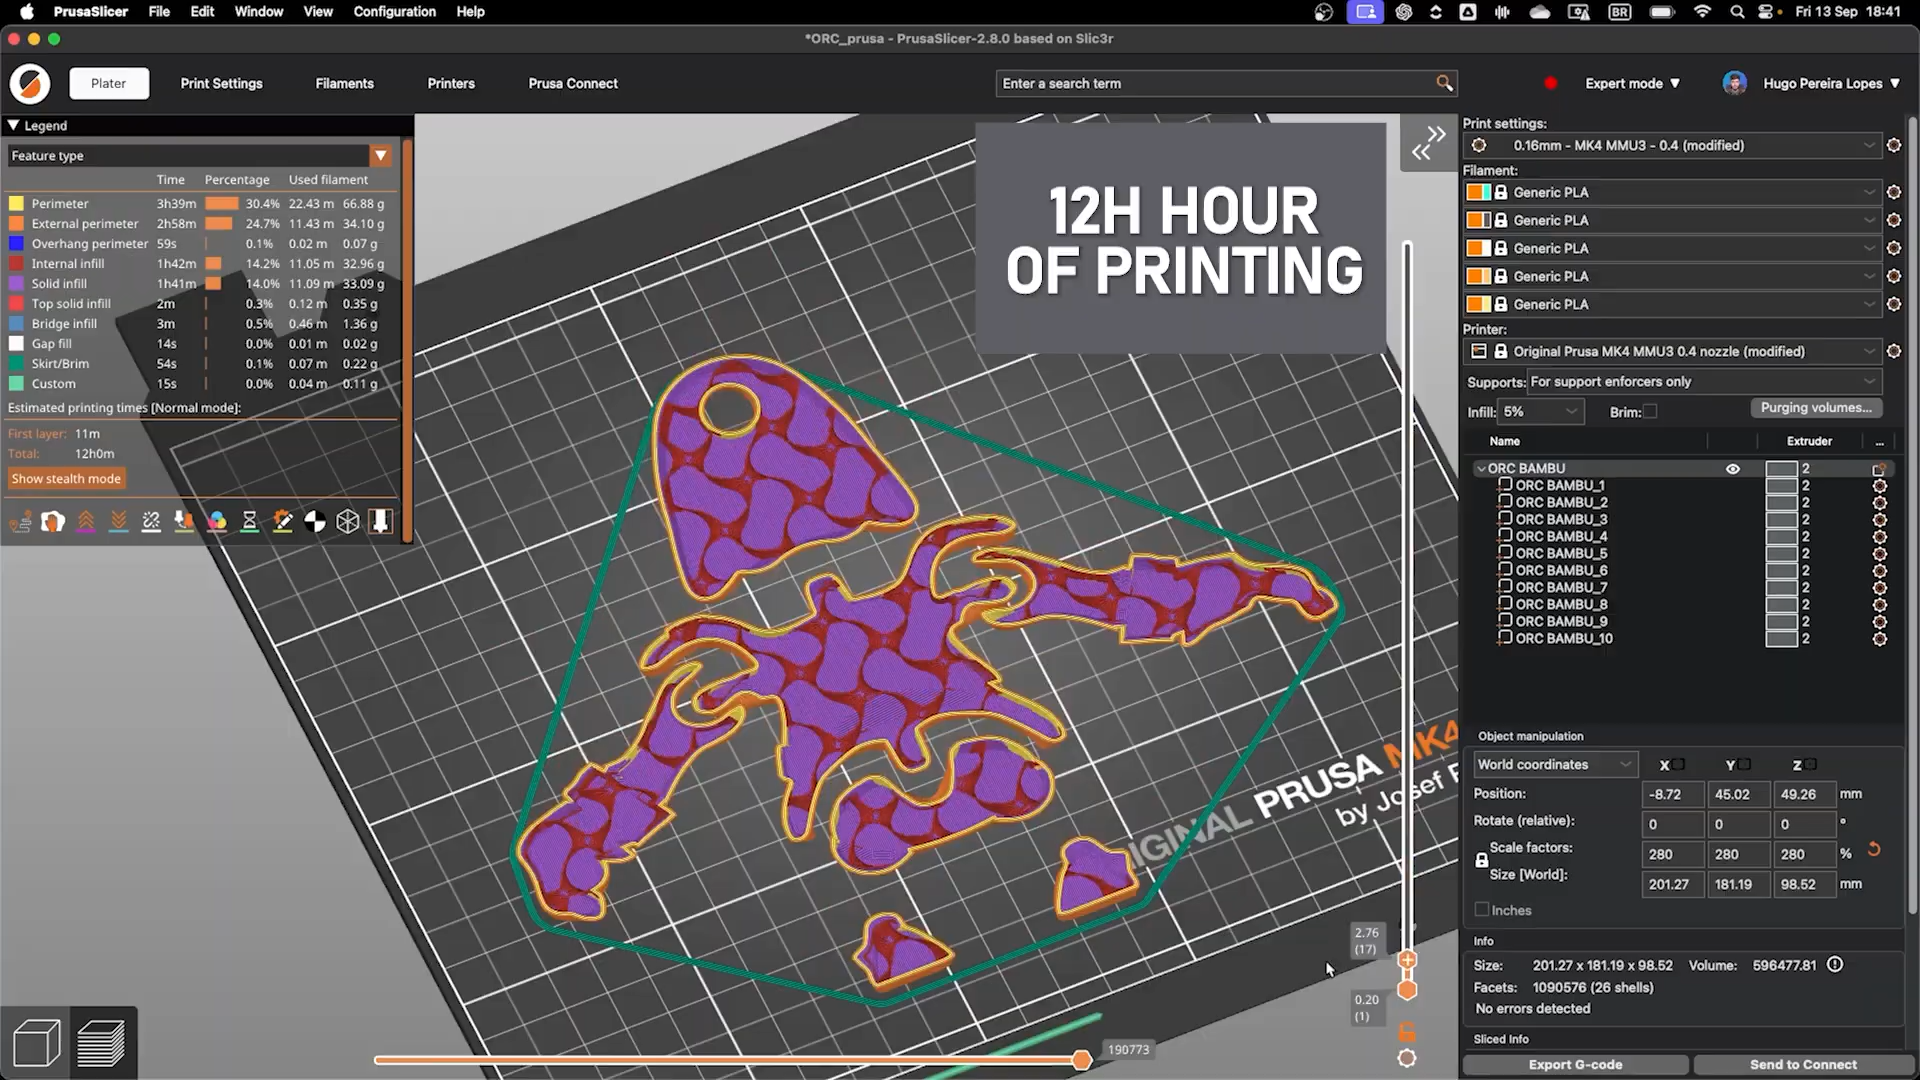 PrusaSlicer File Edit Window View Configuration Help
BR
Fri 13 Sep 18:41
*ORC_prusa - PrusaSlicer-2.8.0 based on Slic3r
Plater Print Settings Filaments Printers Prusa Connect
Enter a search term
Expert mode ▼
Hugo Pereira Lopes ▼
Legend
Feature type
Time Percentage Used filament
Perimeter 3h39m 30.4% 22.43 m 66.88 g
External perimeter 2h58m 24.7% 11.43 m 34.10 g
Overhang perimeter 59s 0.1% 0.02 m 0.07 g
Internal infill 1h42m 14.2% 11.05 m 32.96 g
Solid infill 1h41m 14.0% 11.09 m 33.09 g
Top solid infill 2m 0.3% 0.12 m 0.35 g
Bridge infill 3m 0.5% 0.46 m 1.36 g
Gap fill 14s 0.0% 0.01 m 0.02 g
Skirt/Brim 54s 0.1% 0.07 m 0.22 g
Custom 15s 0.0% 0.04 m 0.11 g
Estimated printing times [Normal mode]:
First layer: 11m
Total: 12h0m
Show stealth mode
12H HOUR
OF PRINTING
IGINAL PRUSA MK4
by Josef
2.76
(17)
0.20
(1)
190773
Print settings:
0.16mm - MK4 MMU3 - 0.4 (modified)
Filament:
Generic PLA
Generic PLA
Generic PLA
Generic PLA
Generic PLA
Printer:
Original Prusa MK4 MMU3 0.4 nozzle (modified)
Supports: For support enforcers only
Infill: 5% Brim: Purging volumes...
Name Extruder ...
ORC BAMBU 2
ORC BAMBU_1 2
ORC BAMBU_2 2
ORC BAMBU_3 2
ORC BAMBU_4 2
ORC BAMBU_5 2
ORC BAMBU_6 2
ORC BAMBU_7 2
ORC BAMBU_8 2
ORC BAMBU_9 2
ORC BAMBU_10 2
Object manipulation
World coordinates X Y Z
Position: -8.72 45.02 49.26 mm
Rotate (relative): 0 0 0 °
Scale factors: 280 280 280 %
Size [World]: 201.27 181.19 98.52 mm
Inches
Info
Size: 201.27 x 181.19 x 98.52 Volume: 596477.81
Facets: 1090576 (26 shells)
No errors detected
Sliced Info
Export G-code Send to Connect